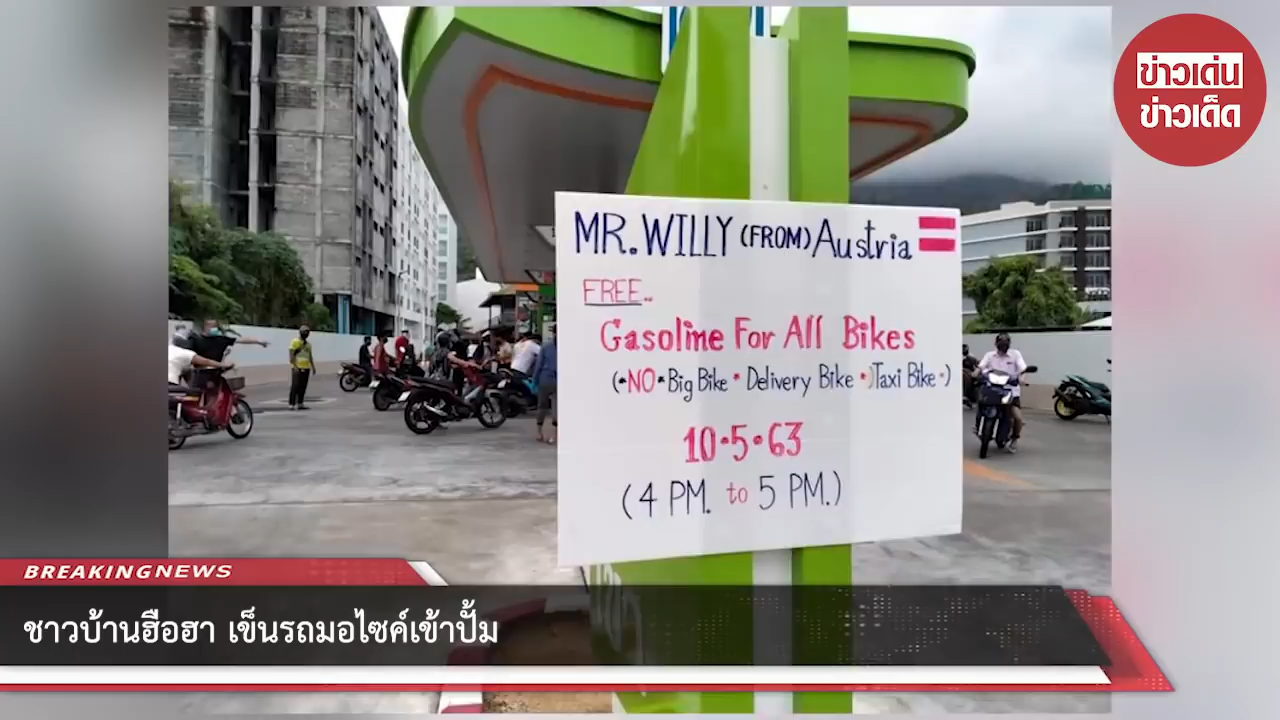 ข่าวเด่น
ข่าวเด็ด
MR. WILLY (FROM) Austria
FREE..
Gasoline For All Bikes
(*NO* Big Bike * Delivery Bike *)Taxi Bike *)
10.5.63
(4 PM. to 5 PM.)
BREAKING NEWS
ชาวบ้านฮือฮา เข็นรถมอไซค์เข้าปั้ม